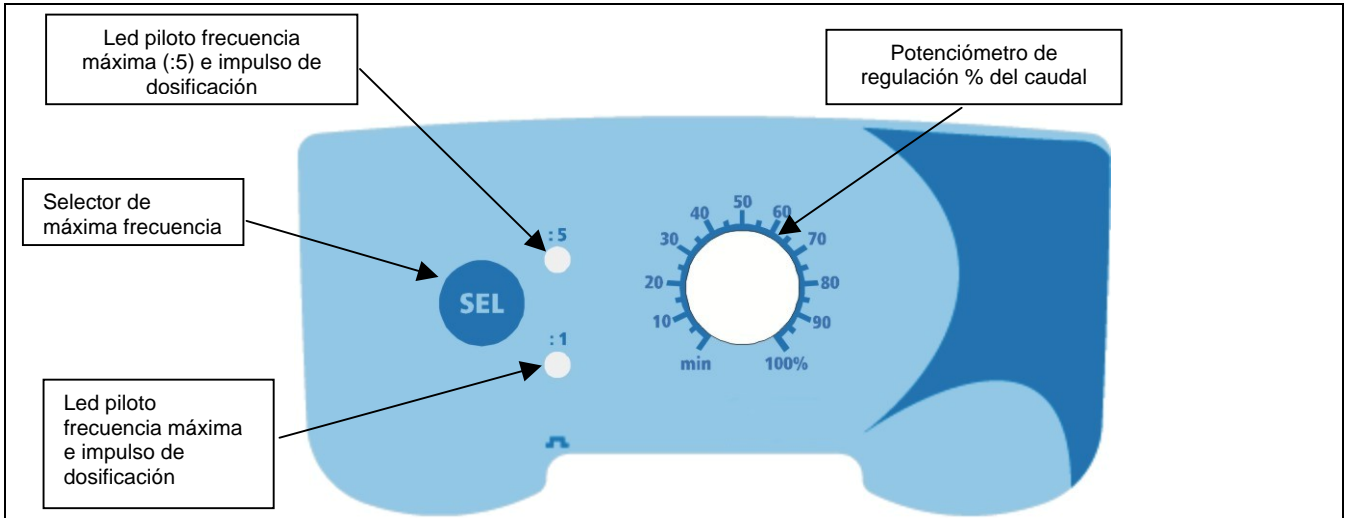 Led piloto frecuencia
máxima (:5) e impulso de
dosificación
Potenciómetro de
regulación % del caudal
Selector de
máxima frecuencia
Led piloto
frecuencia máxima
e impulso de
dosificación
SEL
: 5
: 1
min
10
20
30
40
50
60
70
80
90
100%